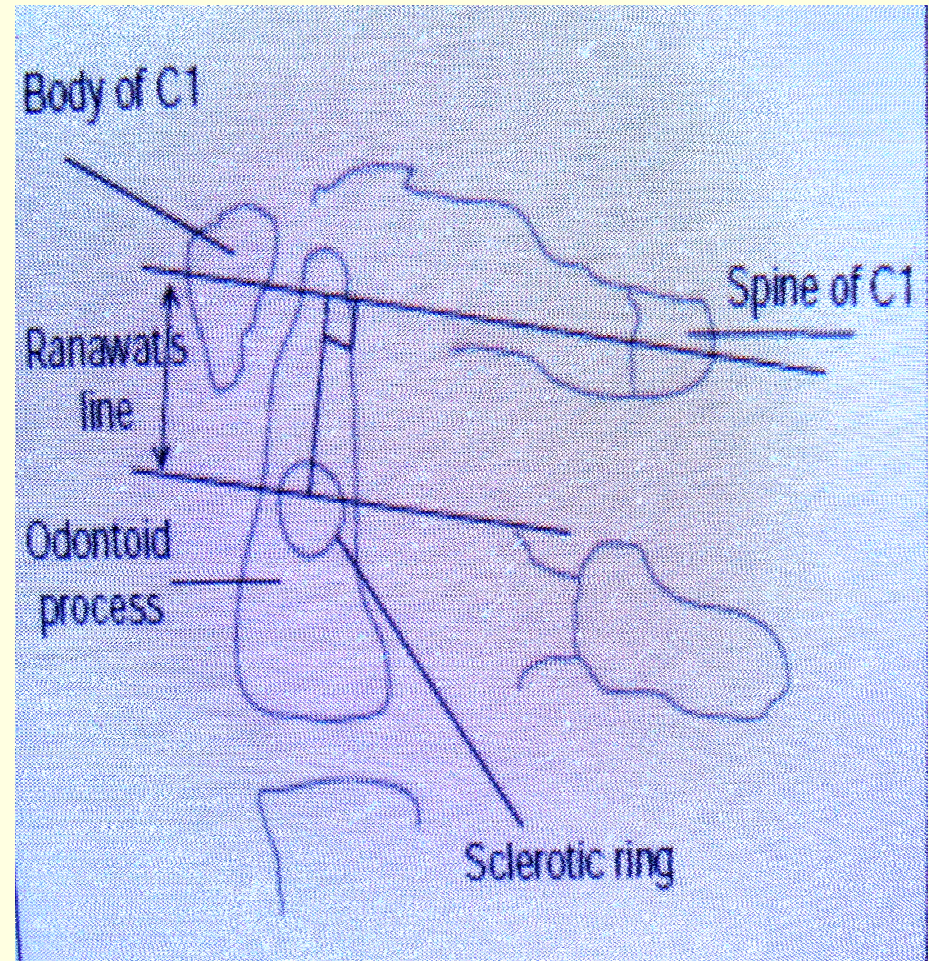 Body of C1
Spine of C1
Ranawat's
line
Odontoid
process
Sclerotic ring